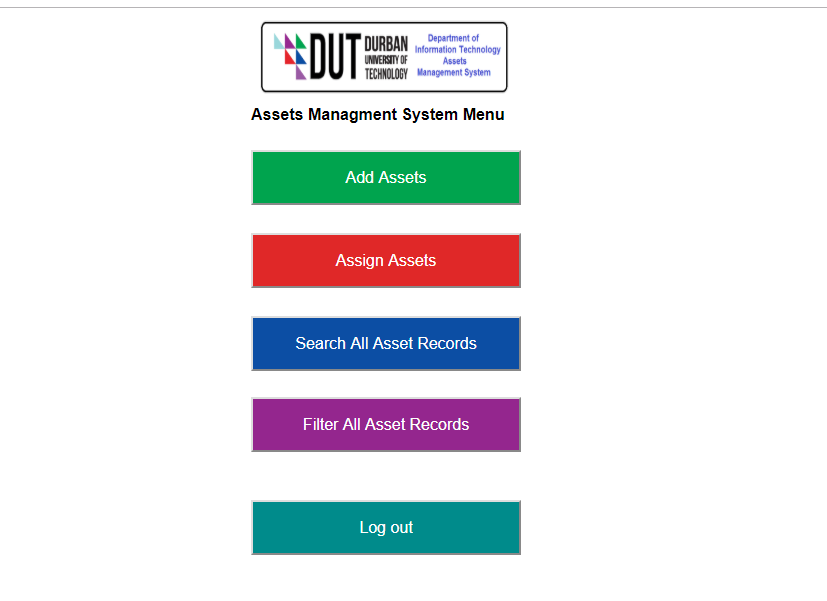 DUT
DURBAN
UNIVERSITY OF
TECHNOLOGY
Department of
Information Technology
Assets
Management System
Assets Managment System Menu
Add Assets
Assign Assets
Search All Asset Records
Filter All Asset Records
Log out